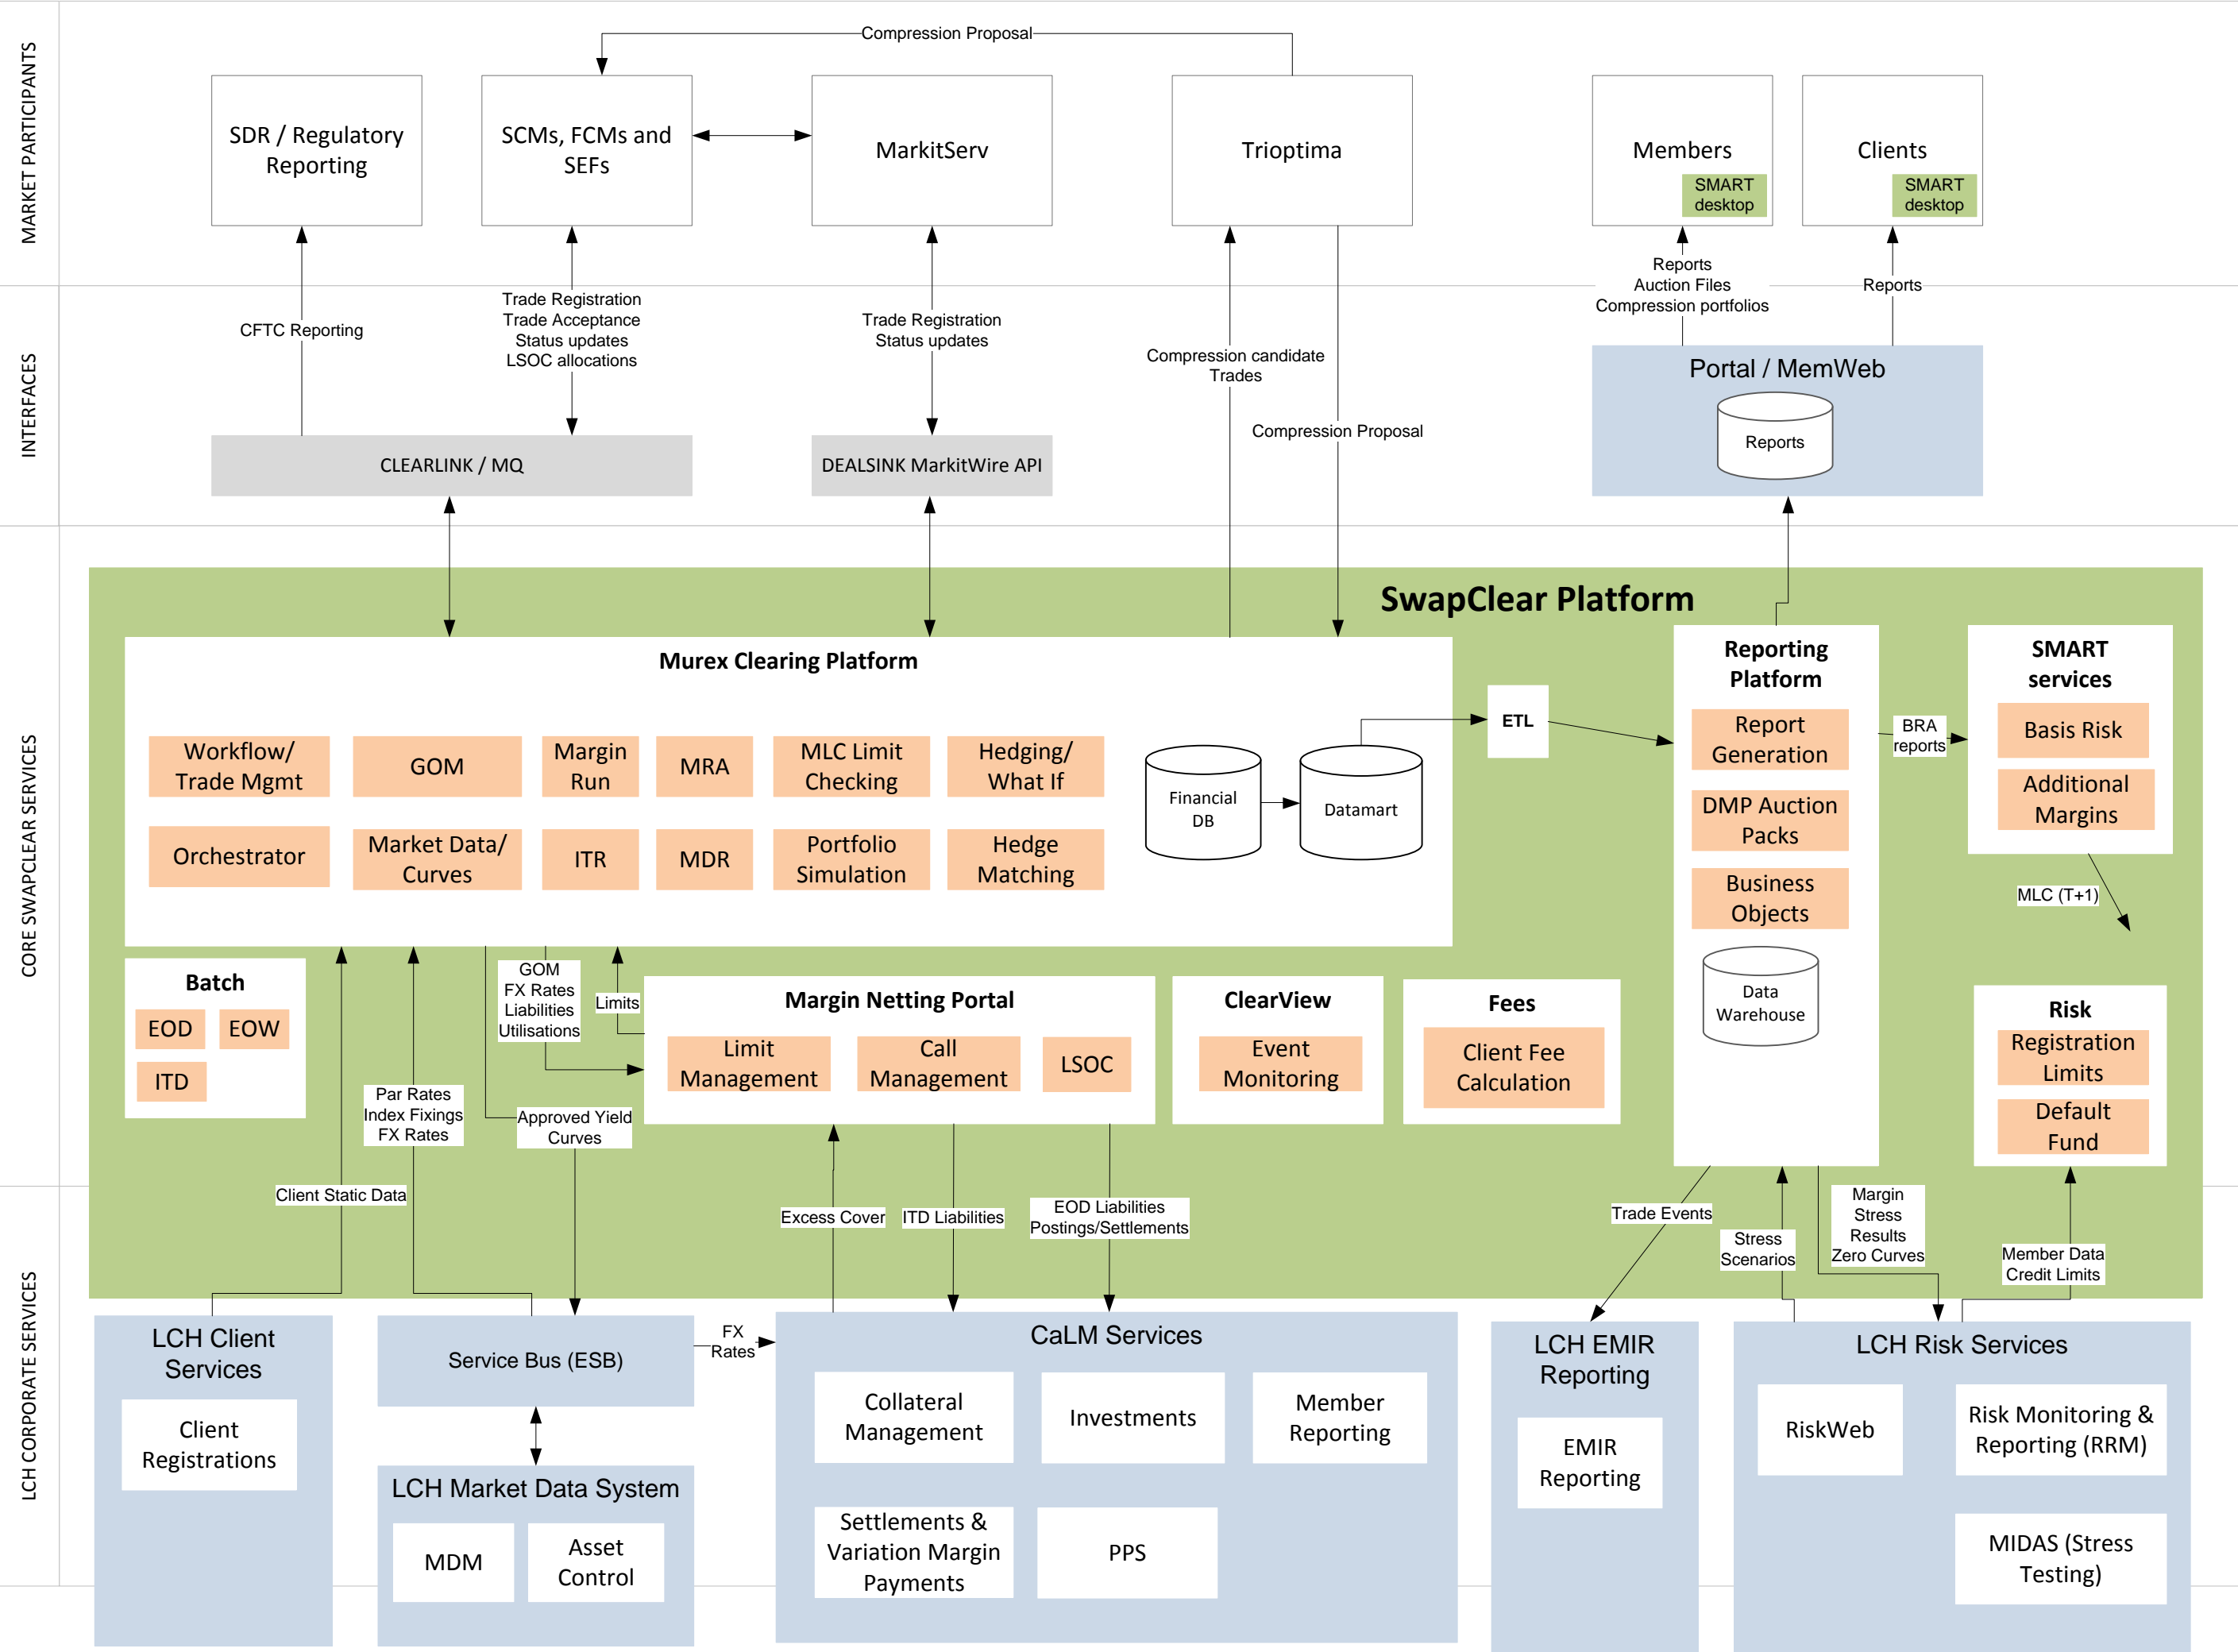 MARKET PARTICIPANTS
Compression Proposal
SDR / Regulatory
Reporting
SCMs, FCMs and
SEFs
MarkitServ
Trioptima
Members
SMART
desktop
Clients
SMART
desktop
INTERFACES
CFTC Reporting
Trade Registration
Trade Acceptance
Status updates
LSOC allocations
Trade Registration
Status updates
Compression candidate
Trades
Compression Proposal
Reports
Auction Files
Compression portfolios
Reports
Portal / MemWeb
Reports
CLEARLINK / MQ
DEALSINK MarkitWire API
CORE SWAPCLEAR SERVICES
SwapClear Platform
Murex Clearing Platform
Workflow/
Trade Mgmt
GOM
Margin
Run
MRA
MLC Limit
Checking
Hedging/
What If
Orchestrator
Market Data/
Curves
ITR
MDR
Portfolio
Simulation
Hedge
Matching
Financial
DB
Datamart
ETL
Reporting
Platform
Report
Generation
DMP Auction
Packs
Business
Objects
Data
Warehouse
BRA
reports
SMART
services
Basis Risk
Additional
Margins
MLC (T+1)
Batch
EOD
EOW
ITD
GOM
FX Rates
Liabilities
Utilisations
Limits
Margin Netting Portal
Limit
Management
Call
Management
LSOC
ClearView
Event
Monitoring
Fees
Client Fee
Calculation
Risk
Registration
Limits
Default
Fund
Par Rates
Index Fixings
FX Rates
Approved Yield
Curves
Client Static Data
Excess Cover
ITD Liabilities
EOD Liabilities
Postings/Settlements
Trade Events
Stress
Scenarios
Margin
Stress
Results
Zero Curves
Member Data
Credit Limits
LCH CORPORATE SERVICES
LCH Client
Services
Client
Registrations
Service Bus (ESB)
FX
Rates
LCH Market Data System
MDM
Asset
Control
CaLM Services
Collateral
Management
Investments
Member
Reporting
Settlements &
Variation Margin
Payments
PPS
LCH EMIR
Reporting
EMIR
Reporting
LCH Risk Services
RiskWeb
Risk Monitoring &
Reporting (RRM)
MIDAS (Stress
Testing)